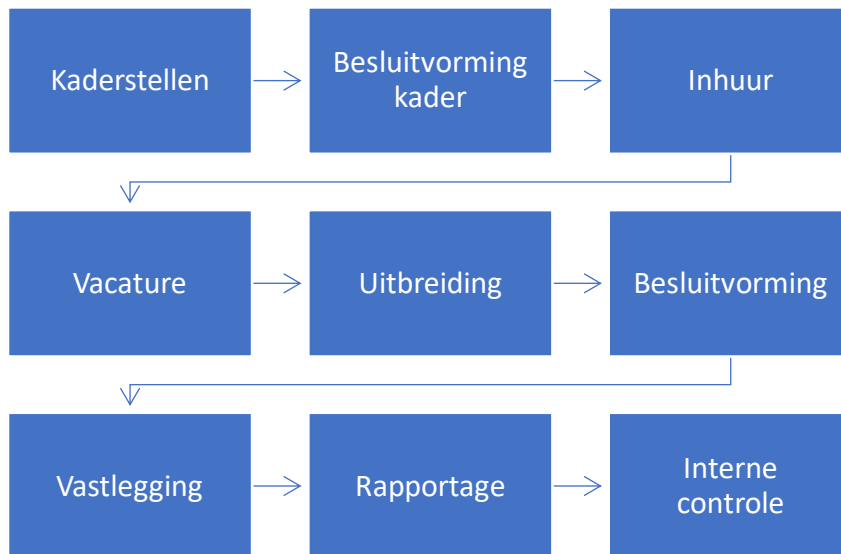 Kaderstellen
Besluitvorming
kader
Inhuur
Vacature
Uitbreiding
Besluitvorming
Vastlegging
Rapportage
Interne
controle